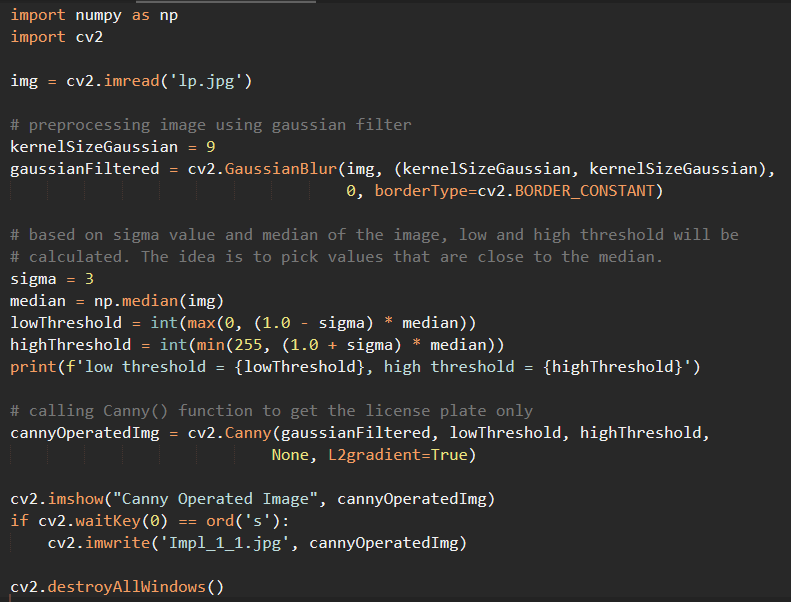 import numpy as np
import cv2

img = cv2.imread('lp.jpg')

# preprocessing image using gaussian filter
kernelSizeGaussian = 9
gaussianFiltered = cv2.GaussianBlur(img, (kernelSizeGaussian, kernelSizeGaussian),
                                    0, borderType=cv2.BORDER_CONSTANT)

# based on sigma value and median of the image, low and high threshold will be
# calculated. The idea is to pick values that are close to the median.
sigma = 3
median = np.median(img)
lowThreshold = int(max(0, (1.0 - sigma) * median))
highThreshold = int(min(255, (1.0 + sigma) * median))
print(f'low threshold = {lowThreshold}, high threshold = {highThreshold}')

# calling Canny() function to get the license plate only
cannyOperatedImg = cv2.Canny(gaussianFiltered, lowThreshold, highThreshold,
                            None, L2gradient=True)

cv2.imshow("Canny Operated Image", cannyOperatedImg)
if cv2.waitKey(0) == ord('s'):
    cv2.imwrite('Impl_1_1.jpg', cannyOperatedImg)

cv2.destroyAllWindows()